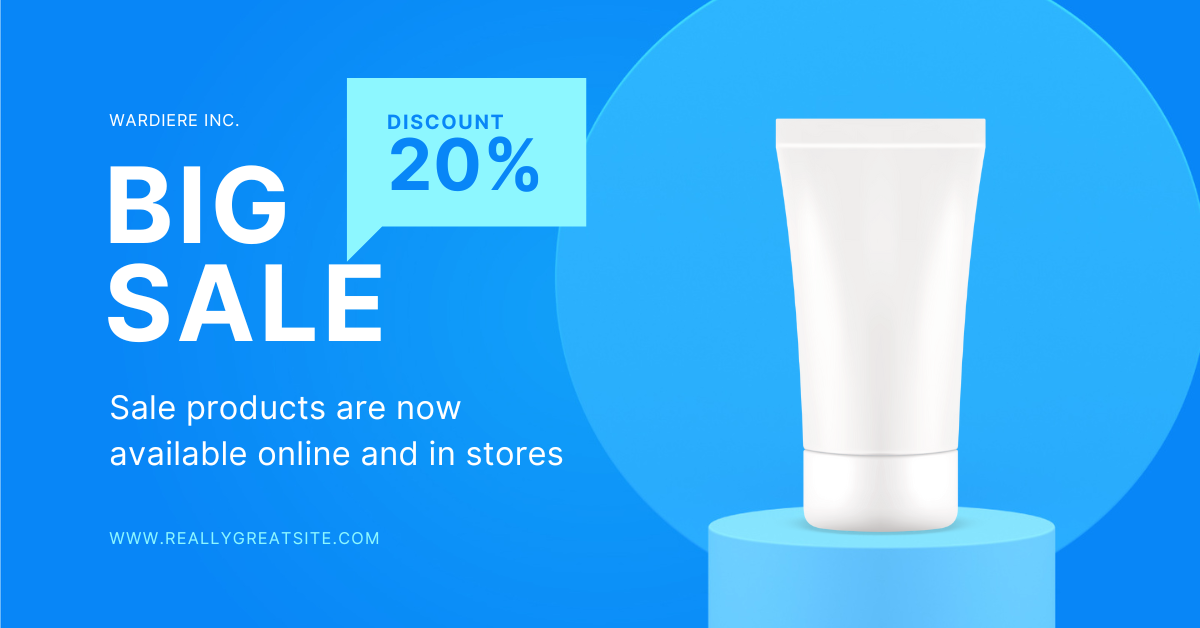 WARDIERE INC.
DISCOUNT
20%
BIG
SALE
Sale products are now
available online and in stores
WWW.REALLYGREATSITE.COM